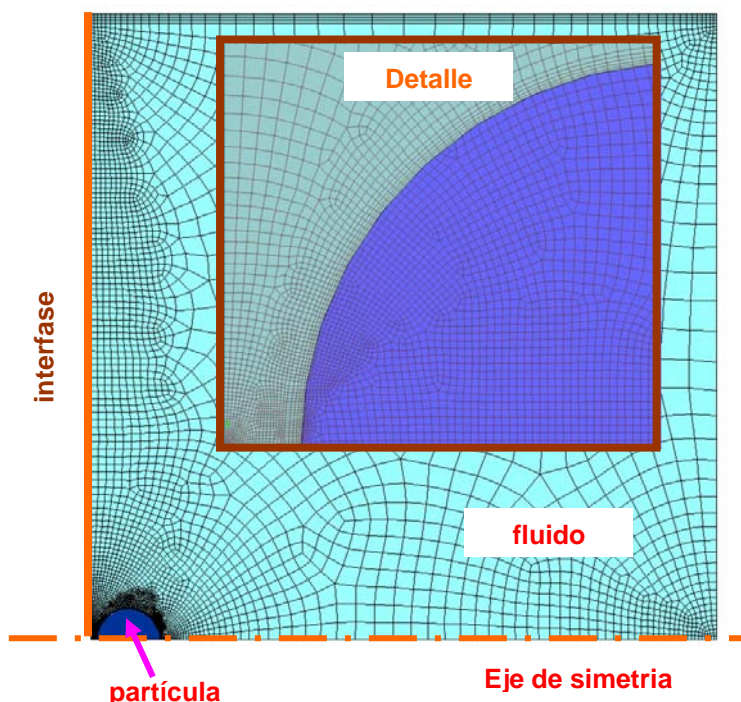 Detalle
interfase
fluido
Eje de simetria
partícula